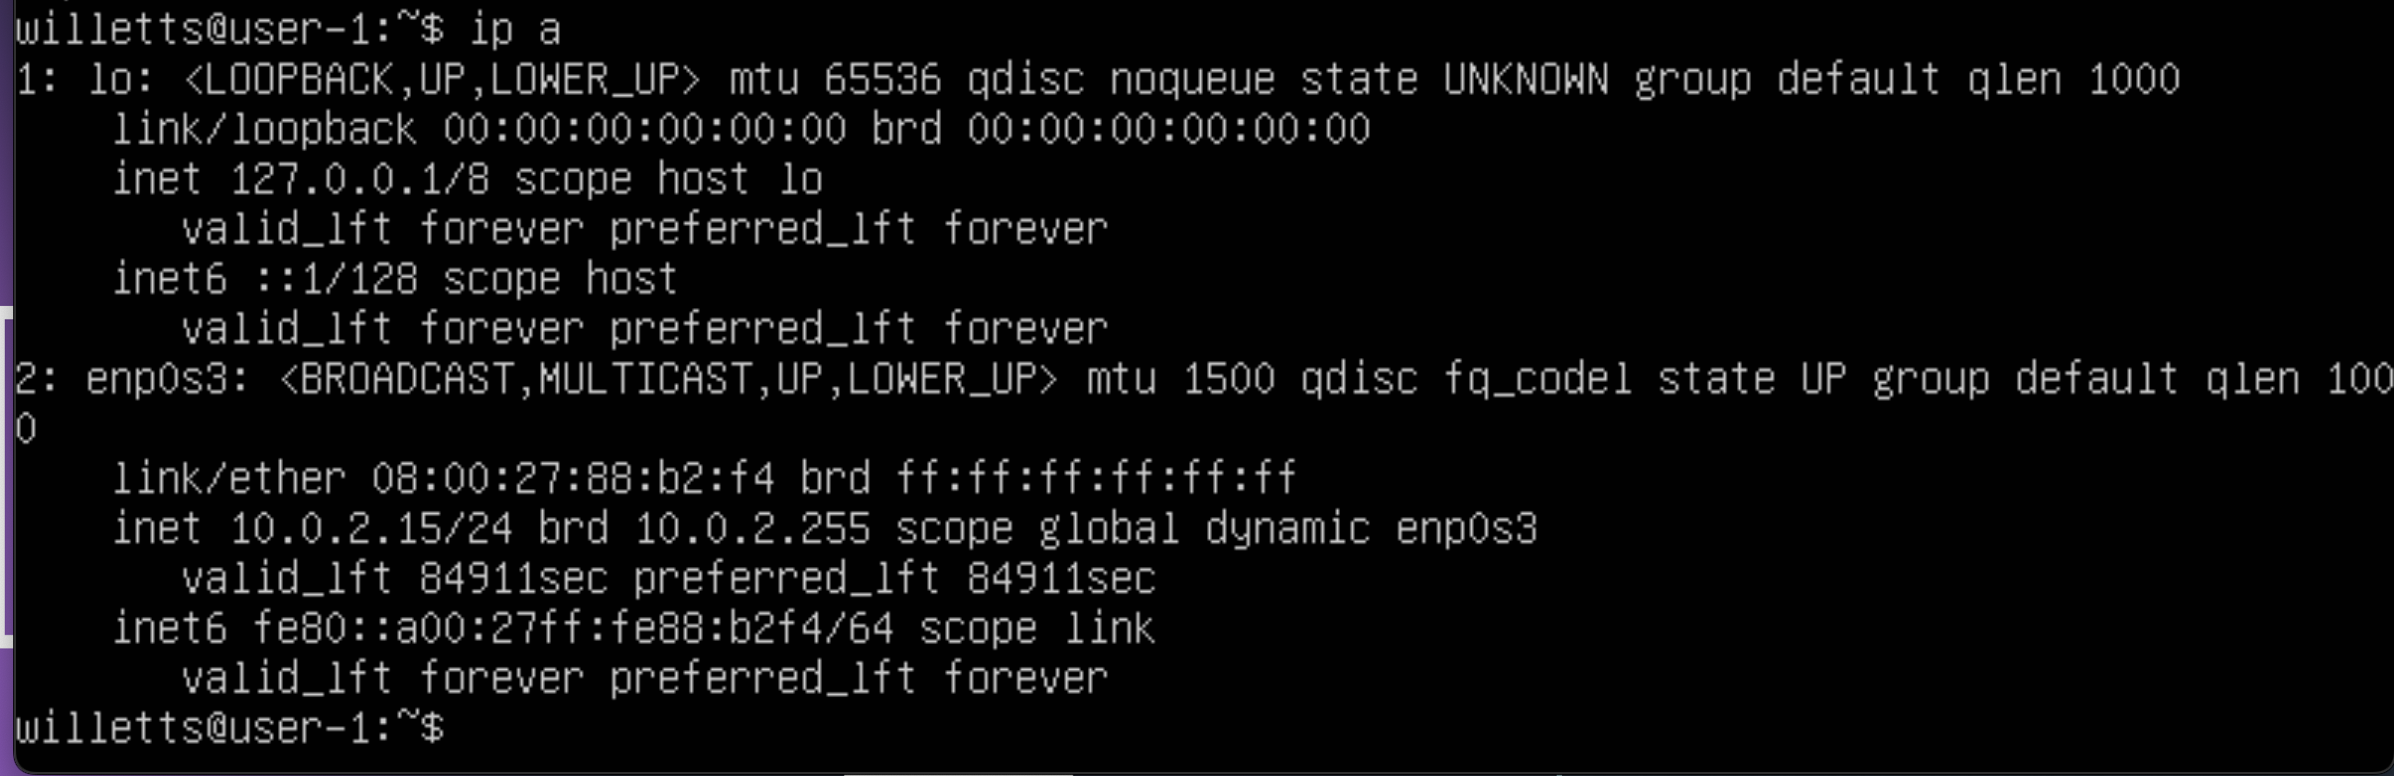 willetts@user-1:~$ ip a
1: lo: <LOOPBACK,UP,LOWER_UP> mtu 65536 qdisc noqueue state UNKNOWN group default qlen 1000
    link/loopback 00:00:00:00:00:00 brd 00:00:00:00:00:00
    inet 127.0.0.1/8 scope host lo
       valid_lft forever preferred_lft forever
    inet6 ::1/128 scope host
       valid_lft forever preferred_lft forever
2: enp0s3: <BROADCAST,MULTICAST,UP,LOWER_UP> mtu 1500 qdisc fq_codel state UP group default qlen 100
0
    link/ether 08:00:27:88:b2:f4 brd ff:ff:ff:ff:ff:ff
    inet 10.0.2.15/24 brd 10.0.2.255 scope global dynamic enp0s3
       valid_lft 84911sec preferred_lft 84911sec
    inet6 fe80::a00:27ff:fe88:b2f4/64 scope link
       valid_lft forever preferred_lft forever
willetts@user-1:~$